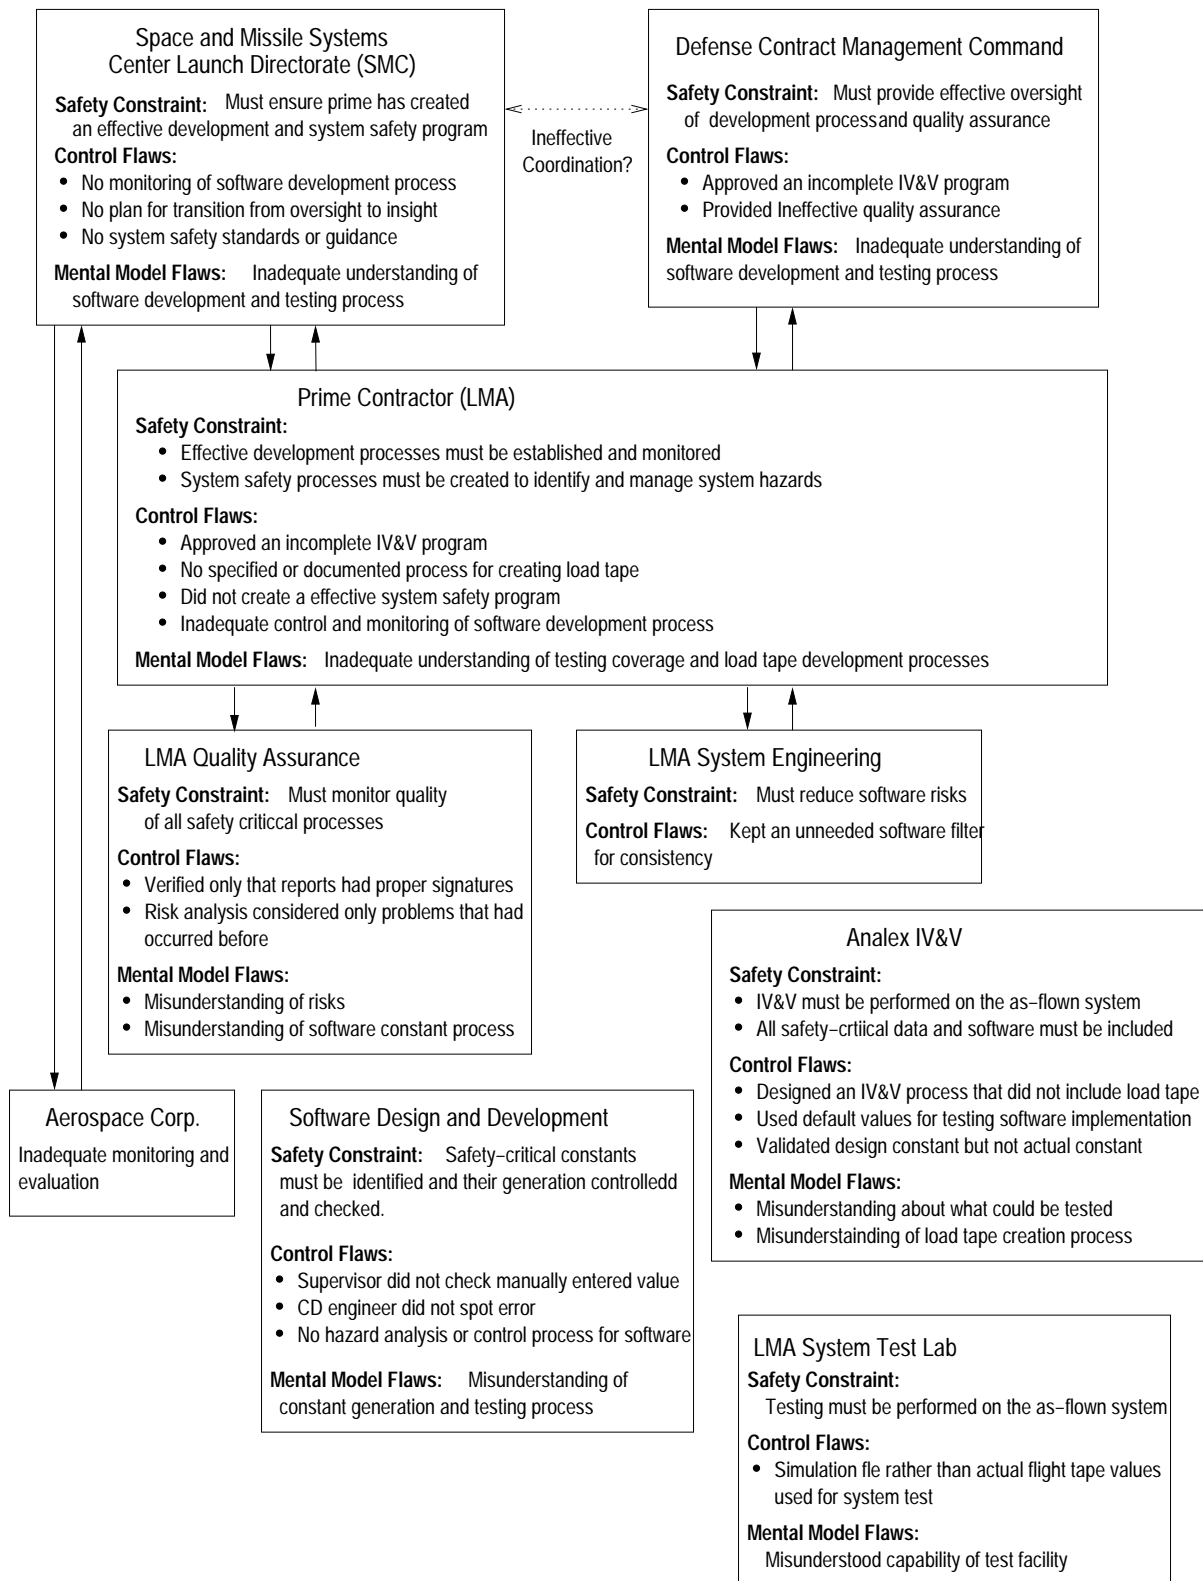 Space and Missile Systems
Center Launch Directorate (SMC)
Safety Constraint: Must ensure prime has created
an effective development and system safety program
Control Flaws:
• No monitoring of software development process
• No plan for transition from oversight to insight
• No system safety standards or guidance
Mental Model Flaws: Inadequate understanding of
software development and testing process
Ineffective
Coordination?
Defense Contract Management Command
Safety Constraint: Must provide effective oversight
of development processand quality assurance
Control Flaws:
• Approved an incomplete IV&V program
• Provided Ineffective quality assurance
Mental Model Flaws: Inadequate understanding of
software development and testing process
Prime Contractor (LMA)
Safety Constraint:
• Effective development processes must be established and monitored
• System safety processes must be created to identify and manage system hazards
Control Flaws:
• Approved an incomplete IV&V program
• No specified or documented process for creating load tape
• Did not create a effective system safety program
• Inadequate control and monitoring of software development process
Mental Model Flaws: Inadequate understanding of testing coverage and load tape development processes
LMA Quality Assurance
Safety Constraint: Must monitor quality
of all safety criticcal processes
Control Flaws:
• Verified only that reports had proper signatures
• Risk analysis considered only problems that had
occurred before
Mental Model Flaws:
• Misunderstanding of risks
• Misunderstanding of software constant process
LMA System Engineering
Safety Constraint: Must reduce software risks
Control Flaws: Kept an unneeded software filter
for consistency
Analex IV&V
Safety Constraint:
• IV&V must be performed on the as−flown system
• All safety−crtiical data and software must be included
Control Flaws:
• Designed an IV&V process that did not include load tape
• Used default values for testing software implementation
• Validated design constant but not actual constant
Mental Model Flaws:
• Misunderstanding about what could be tested
• Misunderstainding of load tape creation process
Aerospace Corp.
Inadequate monitoring and
evaluation
Software Design and Development
Safety Constraint: Safety−critical constants
must be identified and their generation controlledd
and checked.
Control Flaws:
• Supervisor did not check manually entered value
• CD engineer did not spot error
• No hazard analysis or control process for software
Mental Model Flaws: Misunderstanding of
constant generation and testing process
LMA System Test Lab
Safety Constraint:
Testing must be performed on the as−flown system
Control Flaws:
• Simulation fle rather than actual flight tape values
used for system test
Mental Model Flaws:
Misunderstood capability of test facility